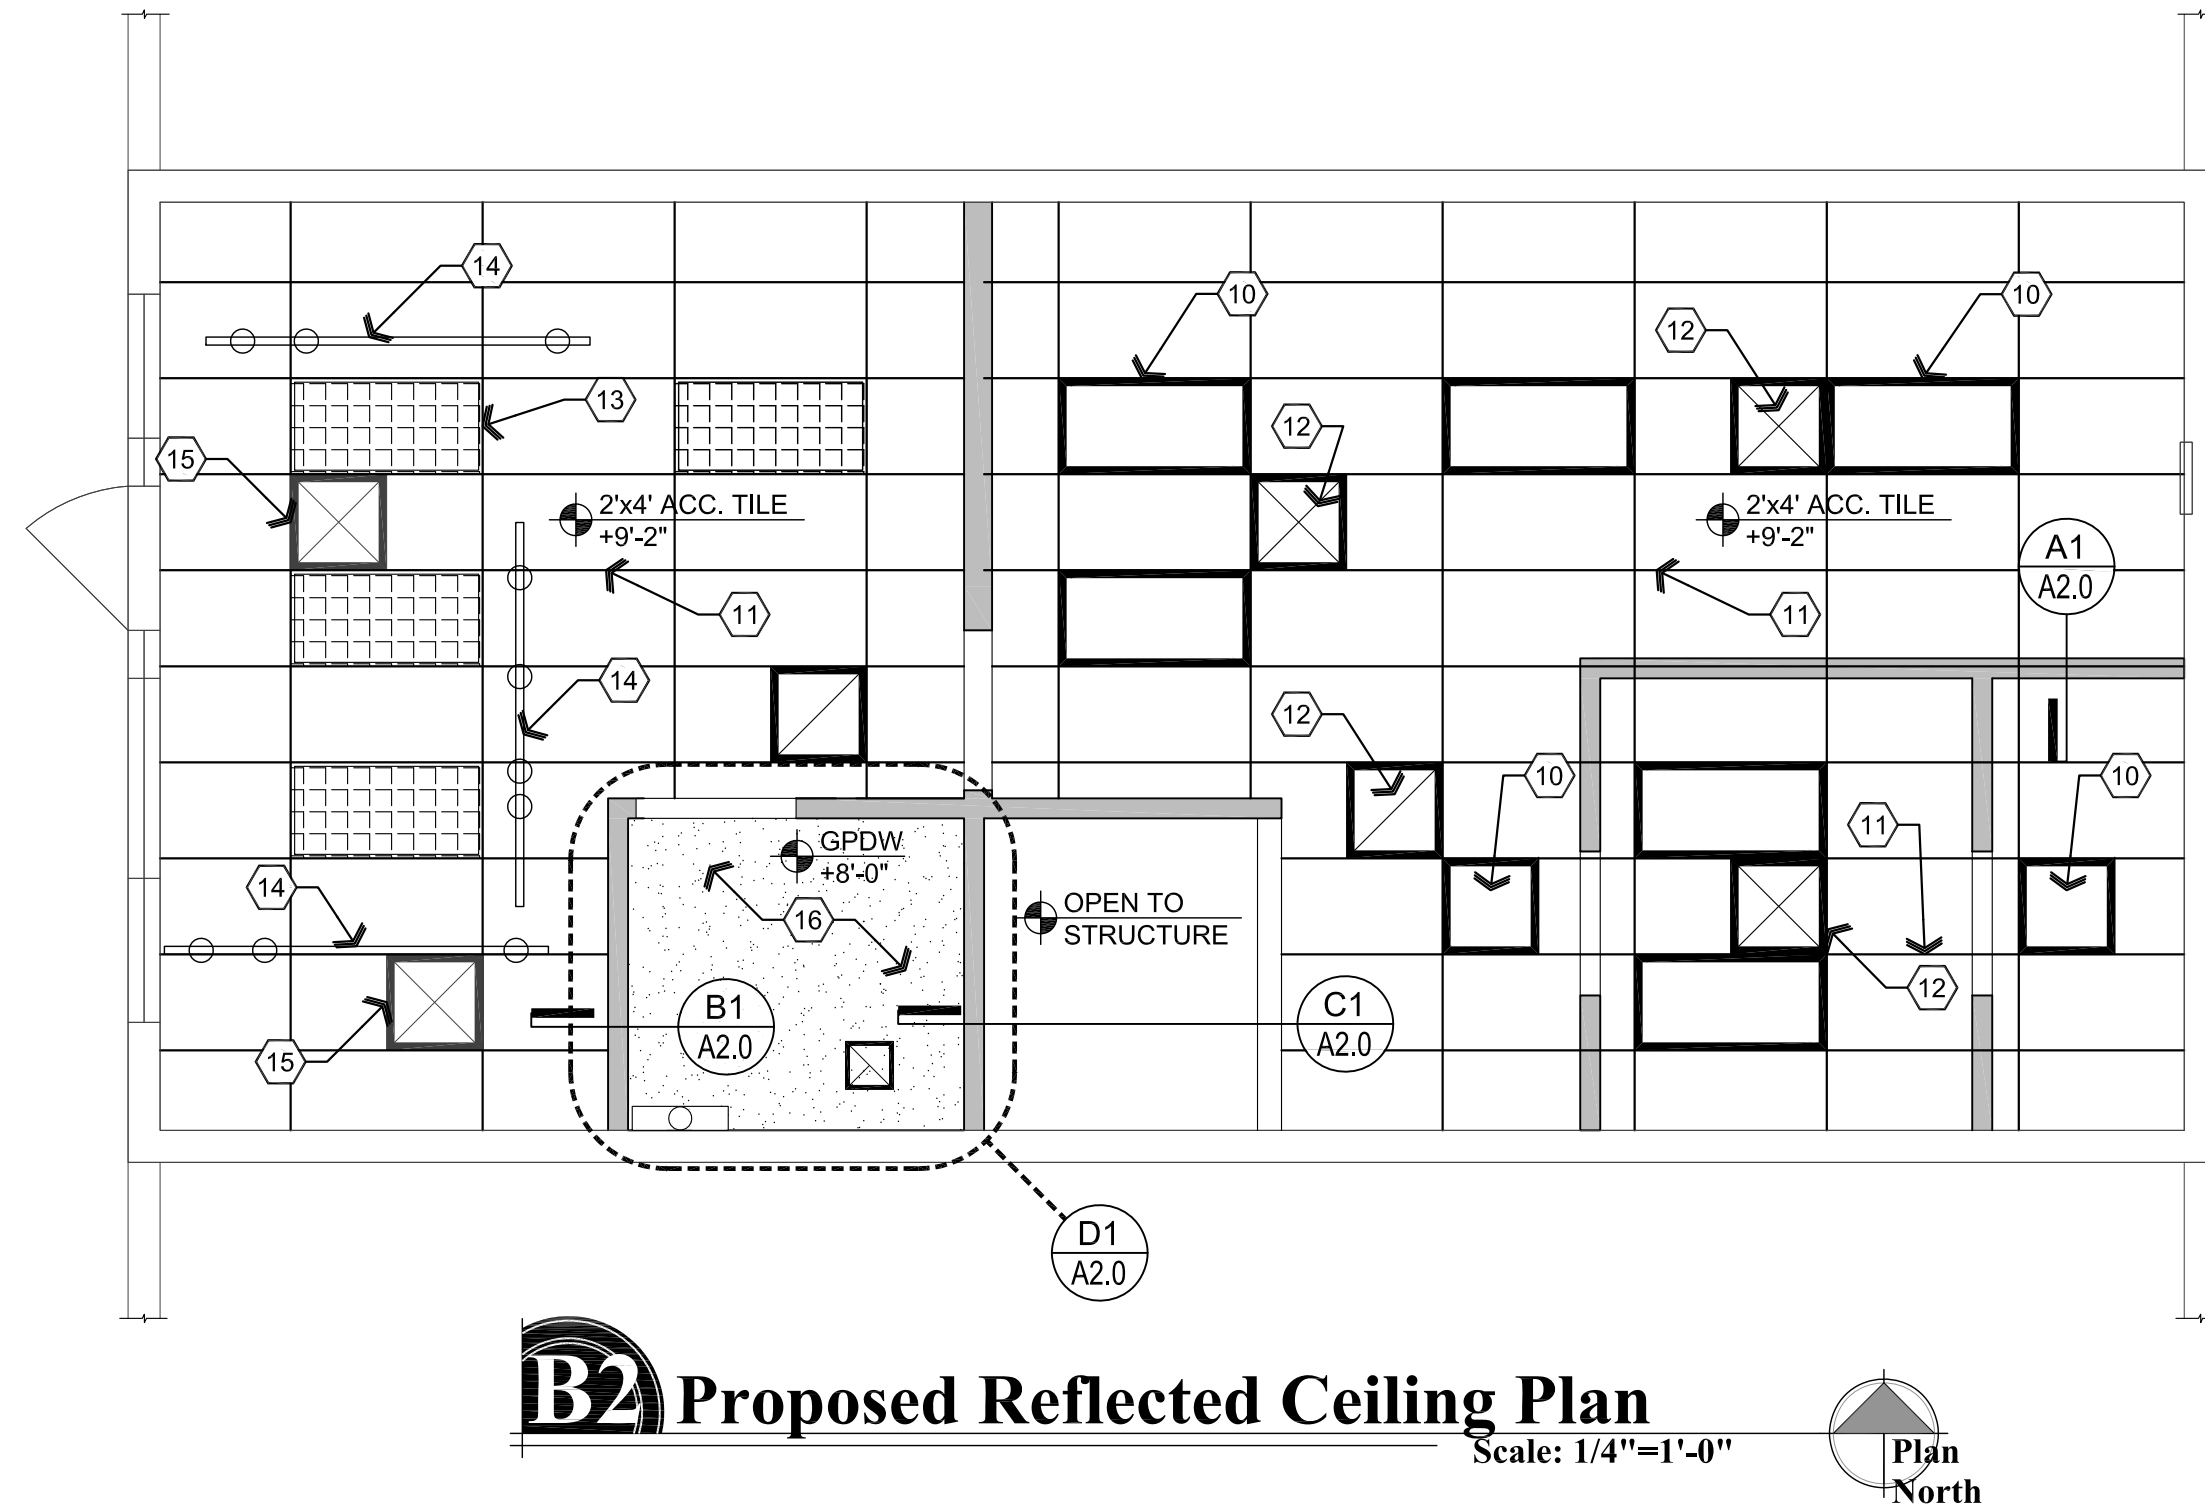 14
10
10
12
13
12
15
2'x4' ACC. TILE
+9'-2"
2'x4' ACC. TILE
+9'-2"
A1
A2.0
11
11
14
12
10
10
11
GPDW
+8'-0"
14
16
OPEN TO
STRUCTURE
12
B1
A2.0
C1
A2.0
15
D1
A2.0
B2 Proposed Reflected Ceiling Plan
Scale: 1/4"=1'-0"
Plan
North